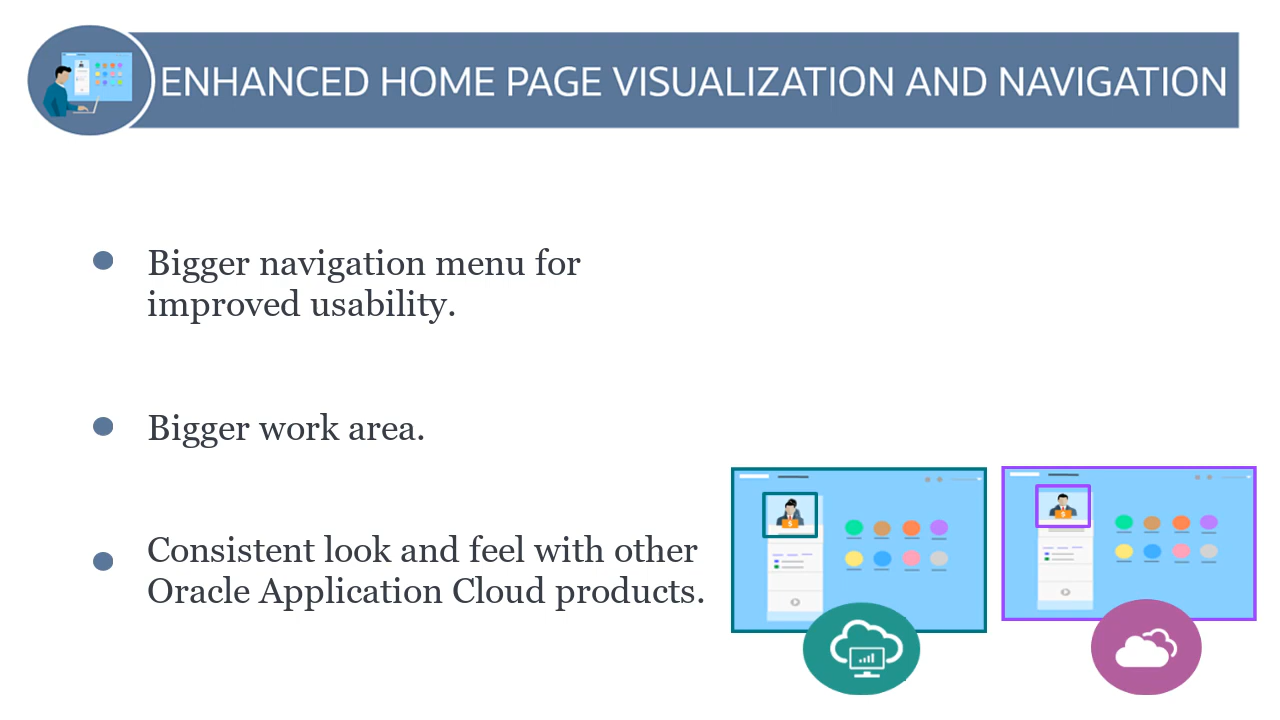 ENHANCED HOME PAGE VISUALIZATION AND NAVIGATION
Bigger navigation menu for
improved usability.
Bigger work area.
Consistent look and feel with other
Oracle Application Cloud products.